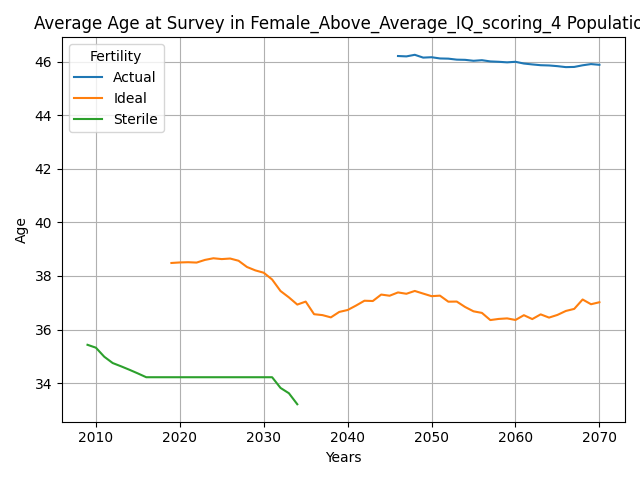 Average Age at Survey in Female_Above_Average_IQ_scoring_4 Populatio
Fertility
Actual
Ideal
Sterile
46
44
42
40
38
36
34
Age
2010 2020 2030 2040 2050 2060 2070
Years